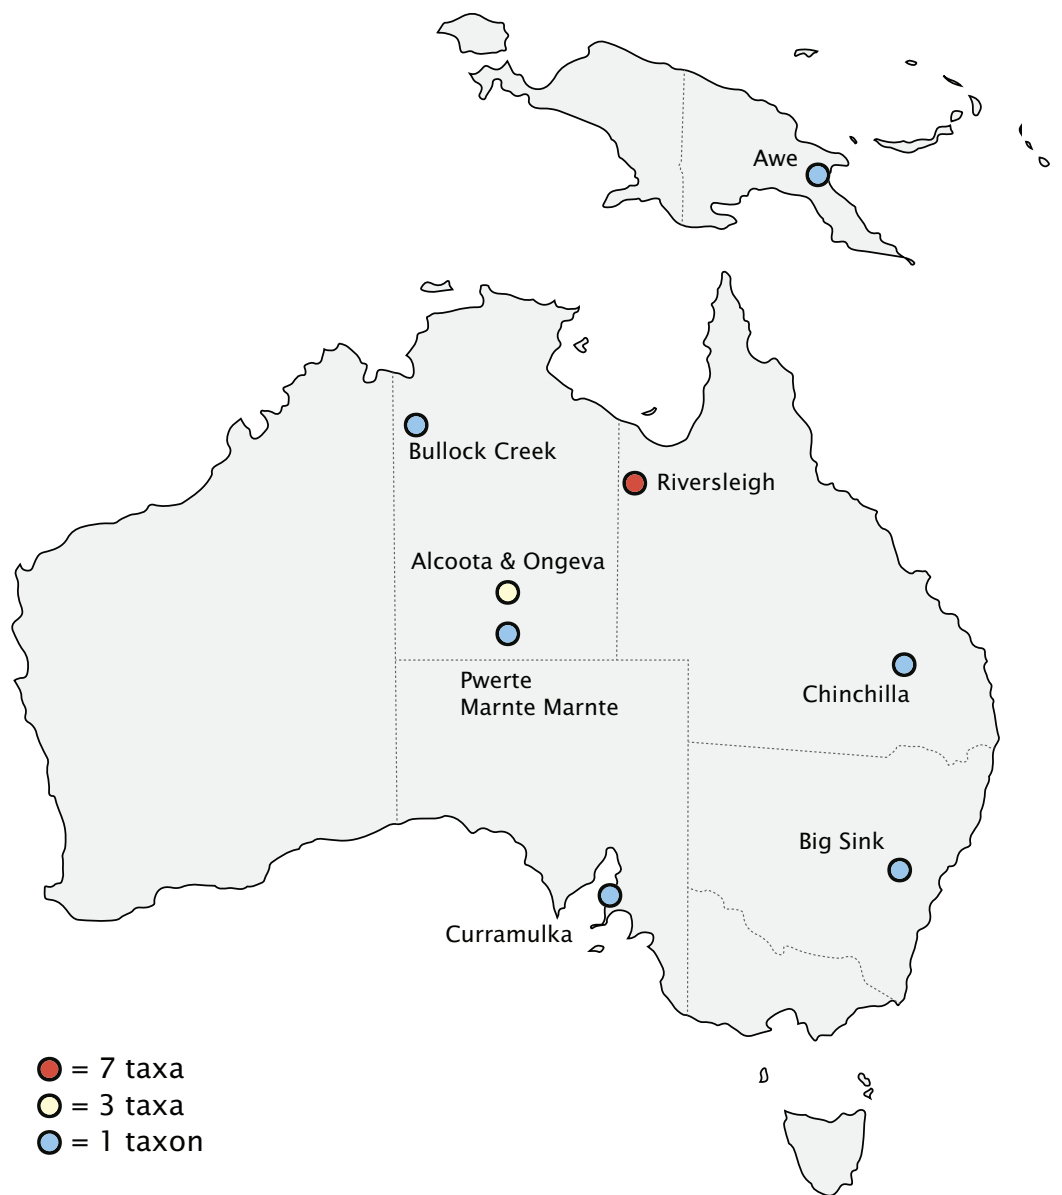 Awe
Bullock Creek
Riversleigh
Alcoota & Ongeva
Pwerte
Marnte Marnte
Chinchilla
Big Sink
Curramulka
= 7 taxa
= 3 taxa
= 1 taxon